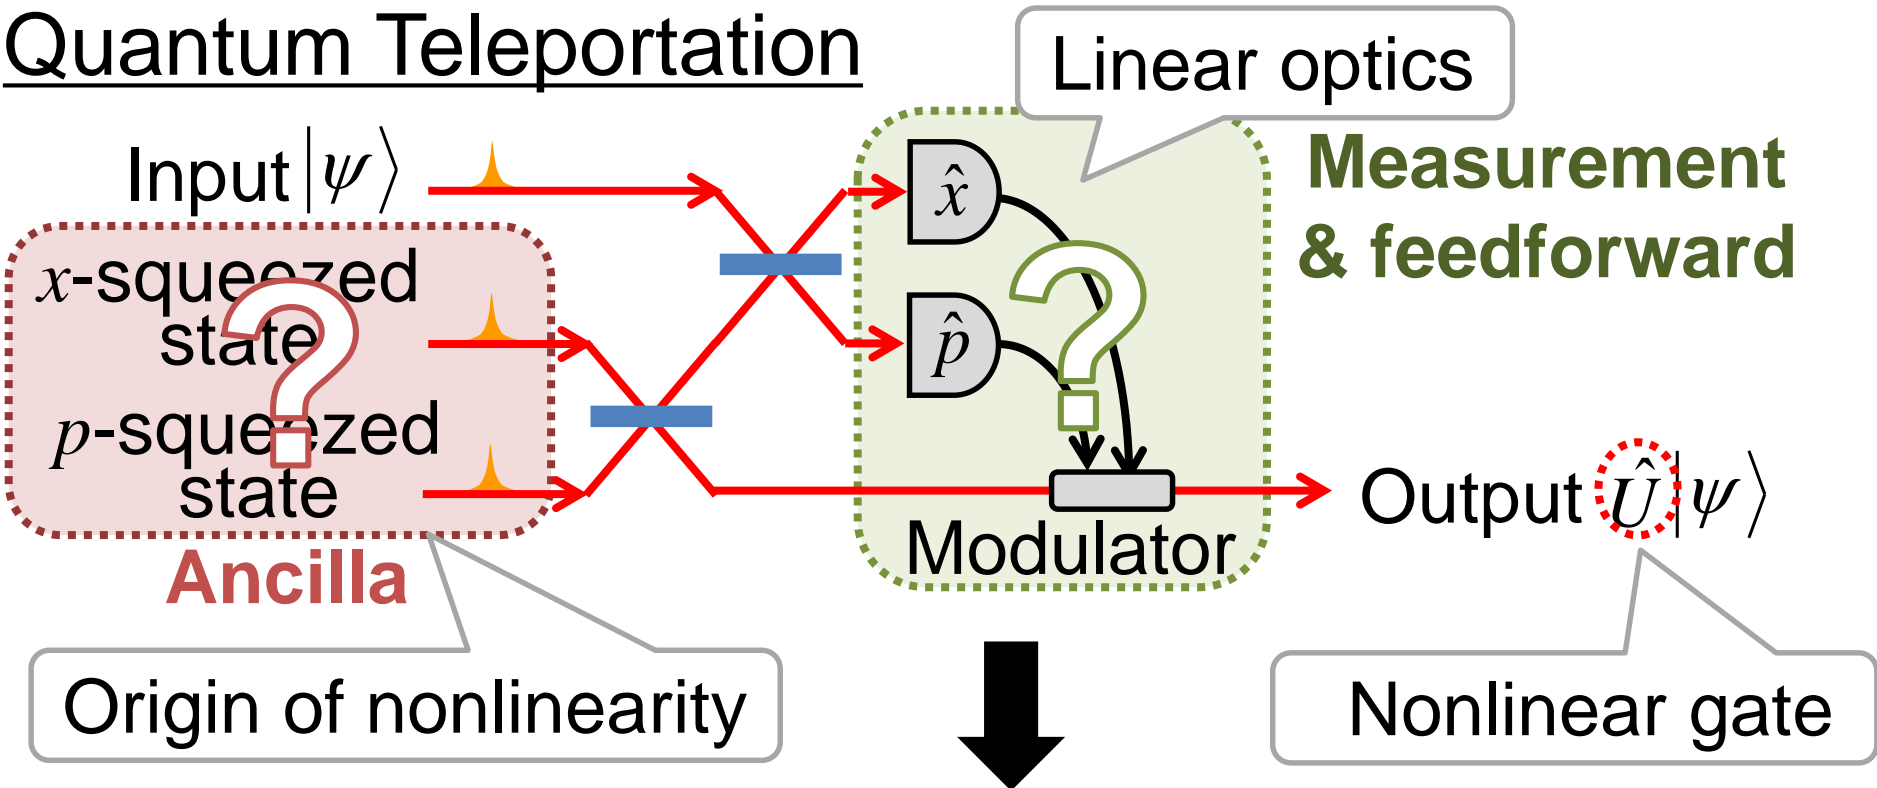 Quantum Teleportation
Linear optics
Input |ψ⟩
x̂
Measurement
& feedforward
x-squeezed
state
p̂
p-squeezed
state
?
?
Output Û|ψ⟩
Modulator
Ancilla
Origin of nonlinearity
Nonlinear gate